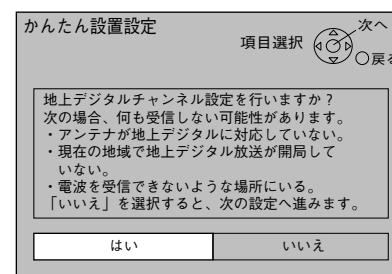 かんたん設置設定
項目選択
次へ
○戻る
地上デジタルチャンネル設定を行いますか?
次の場合、何も受信しない可能性があります。
・アンテナが地上デジタルに対応していない。
・現在の地域で地上デジタル放送が開局して
いない。
・電波を受信できないような場所にいる。
「いいえ」を選択すると、次の設定へ進みます。
はい
いいえ